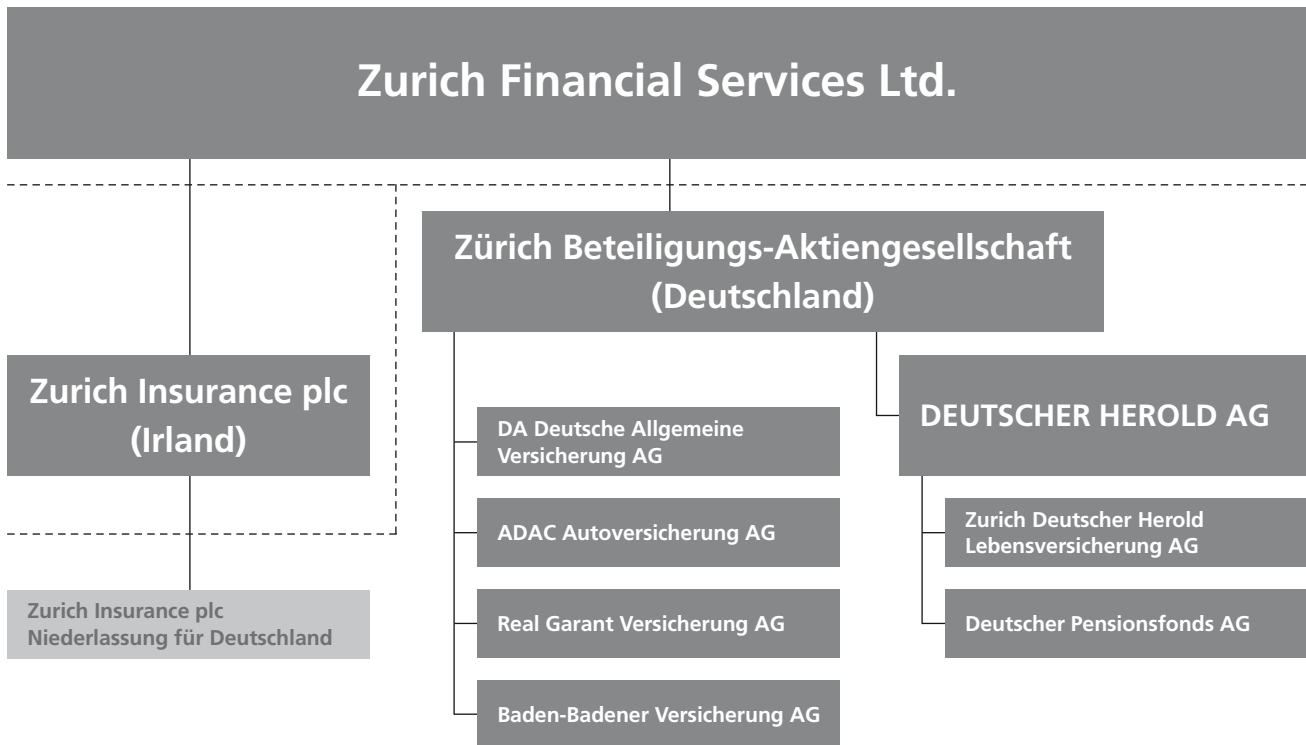 Zurich Financial Services Ltd.
Zürich Beteiligungs-Aktiengesellschaft
(Deutschland)
Zurich Insurance plc
(Irland)
Zurich Insurance plc
Niederlassung für Deutschland
DA Deutsche Allgemeine
Versicherung AG
ADAC Autoversicherung AG
Real Garant Versicherung AG
Baden-Badener Versicherung AG
DEUTSCHER HEROLD AG
Zurich Deutscher Herold
Lebensversicherung AG
Deutscher Pensionsfonds AG